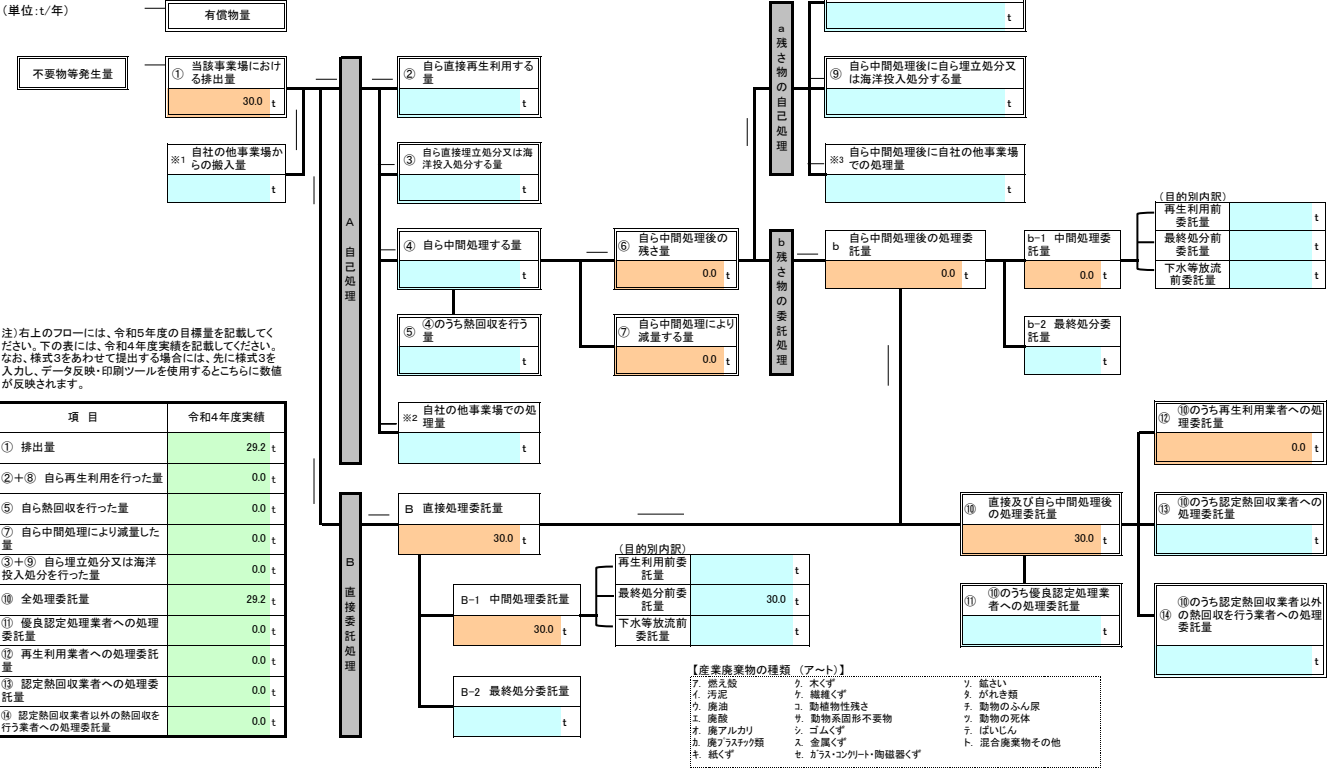 (単位:t/年)
有償物量
不要物等発生量
① 当該事業場におけ
る排出量
30.0 t
※1 自社の他事業場か
らの搬入量
t
A 自己処理
② 自ら直接再生利用する
量
t
③ 自ら直接埋立処分又は海
洋投入処分する量
t
④ 自ら中間処理する量
t
⑤ ④のうち熱回収を行う
量
t
※2 自社の他事業場での処
理量
t
⑥ 自ら中間処理後の
残さ量
0.0 t
⑦ 自ら中間処理により
減量する量
0.0 t
a 残さ物の自己処理
t
⑨ 自ら中間処理後に自ら埋立処分又
は海洋投入処分する量
t
※3 自ら中間処理後に自社の他事業場
での処理量
t
b 残さ物の委託処理
b 自ら中間処理後の処理委
託量
0.0 t
b-1 中間処理委
託量
0.0 t
b-2 最終処分委
託量
t
(目的別内訳)
再生利用前
委託量
t
最終処分前
委託量
t
下水等放流
前委託量
t
注)右上のフローには、令和5年度の目標量を記載してく
ださい。下の表には、令和4年度実績を記載してください。
なお、様式3をあわせて提出する場合には、先に様式3を
入力し、データ反映・印刷ツールを使用するとこちらに数値
が反映されます。
項 目 令和4年度実績
① 排出量 29.2 t
②+⑧ 自ら再生利用を行った量 0.0 t
⑤ 自ら熱回収を行った量 0.0 t
⑦ 自ら中間処理により減量した
量 0.0 t
③+⑨ 自ら埋立処分又は海洋
投入処分を行った量 0.0 t
⑩ 全処理委託量 29.2 t
⑪ 優良認定処理業者への処理
委託量 0.0 t
⑫ 再生利用業者への処理委託
量 0.0 t
⑬ 認定熱回収業者への処理委
託量 0.0 t
⑭ 認定熱回収業者以外の熱回収を
行う業者への処理委託量 0.0 t
B 直接委託処理
B 直接処理委託量
30.0 t
B-1 中間処理委託量
30.0 t
B-2 最終処分委託量
t
(目的別内訳)
再生利用前委
託量
t
最終処分前委
託量
30.0 t
下水等放流前
委託量
t
⑩ 直接及び自ら中間処理後
の処理委託量
30.0 t
⑪ ⑩のうち優良認定処理業
者への処理委託量
t
⑫ ⑩のうち再生利用業者への処
理委託量
0.0 t
⑬ ⑩のうち認定熱回収業者への
処理委託量
t
⑭ ⑩のうち認定熱回収業者以外
の熱回収を行う業者への処理
委託量
t
【産業廃棄物の種類 (ア~ト)】
ア. 燃え殻 ク. 木くず ソ. 鉱さい
イ. 汚泥 ケ. 繊維くず タ. がれき類
ウ. 廃油 コ. 動植物性残さ チ. 動物のふん尿
エ. 廃酸 サ. 動物系固形不要物 ツ. 動物の死体
オ. 廃アルカリ シ. ゴムくず テ. ばいじん
カ. 廃プラスチック類 ス. 金属くず ト. 混合廃棄物その他
キ. 紙くず セ. ガラス・コンクリート・陶磁器くず